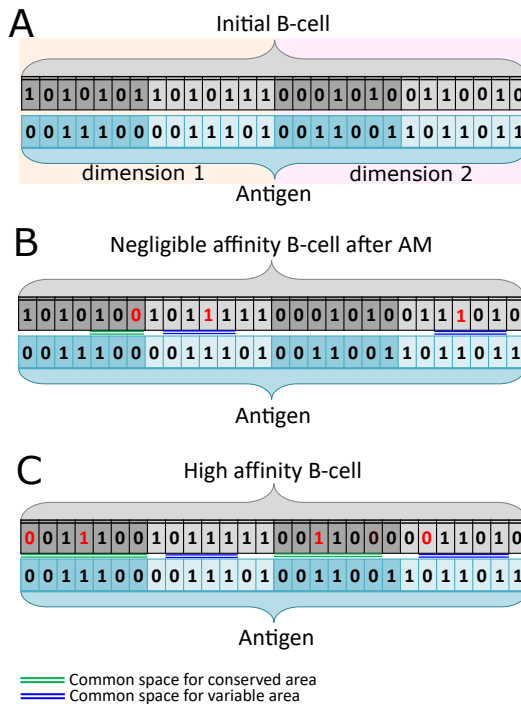 A
Initial B-cell
1 0 1 0 1 0 1 1 0 1 0 1 1 1 0 0 0 1 0 1 0 0 1 1 0 0 1 0
0 0 1 1 1 0 0 0 0 1 1 1 0 1 0 0 1 1 0 0 1 1 0 1 1 0 1 1
dimension 1 dimension 2
Antigen
B
Negligible affinity B-cell after AM
1 0 1 0 1 0 0 1 0 1 1 1 1 1 0 0 0 1 0 1 0 0 1 1 1 0 1 0
0 0 1 1 1 0 0 0 0 1 1 1 0 1 0 0 1 1 0 0 1 1 0 1 1 0 1 1
Antigen
C
High affinity B-cell
0 0 1 1 1 0 0 1 0 1 1 1 1 1 0 0 1 1 0 0 0 0 0 1 1 0 1 0
0 0 1 1 1 0 0 0 0 1 1 1 0 1 0 0 1 1 0 0 1 1 0 1 1 0 1 1
Antigen
Common space for conserved area
Common space for variable area